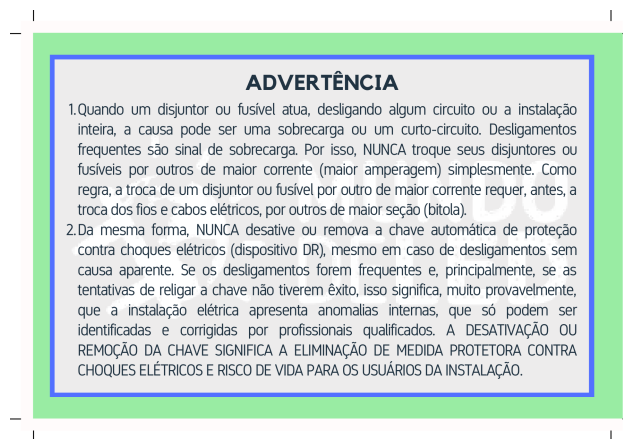 ADVERTÊNCIA
1. Quando um disjuntor ou fusível atua, desligando algum circuito ou a instalação
inteira, a causa pode ser uma sobrecarga ou um curto-circuito. Desligamentos
frequentes são sinal de sobrecarga. Por isso, NUNCA troque seus disjuntores ou
fusíveis por outros de maior corrente (maior amperagem) simplesmente. Como
regra, a troca de um disjuntor ou fusível por outro de maior corrente requer, antes, a
troca dos fios e cabos elétricos, por outros de maior seção (bitola).
2. Da mesma forma, NUNCA desative ou remova a chave automática de proteção
contra choques elétricos (dispositivo DR), mesmo em caso de desligamentos sem
causa aparente. Se os desligamentos forem frequentes e, principalmente, se as
tentativas de religar a chave não tiverem êxito, isso significa, muito provavelmente,
que a instalação elétrica apresenta anomalias internas, que só podem ser
identificadas e corrigidas por profissionais qualificados. A DESATIVAÇÃO OU
REMOÇÃO DA CHAVE SIGNIFICA A ELIMINAÇÃO DE MEDIDA PROTETORA CONTRA
CHOQUES ELÉTRICOS E RISCO DE VIDA PARA OS USUÁRIOS DA INSTALAÇÃO.